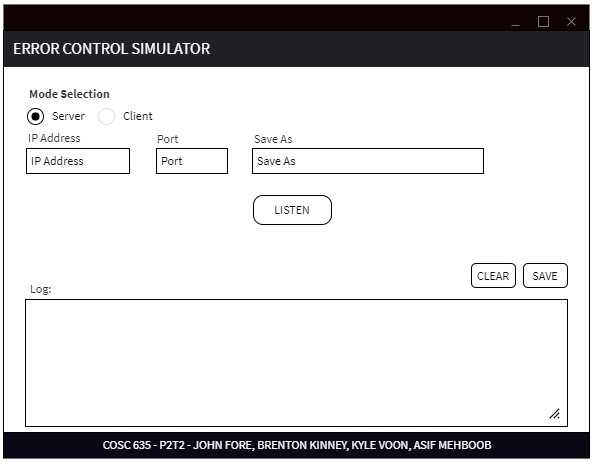 ERROR CONTROL SIMULATOR
Mode Selection
Server Client
IP Address Port Save As
IP Address Port Save As
LISTEN
CLEAR SAVE
Log:
COSC 635 - P2T2 - JOHN FORE, BRENTON KINNEY, KYLE VOON, ASIF MEHBOOB